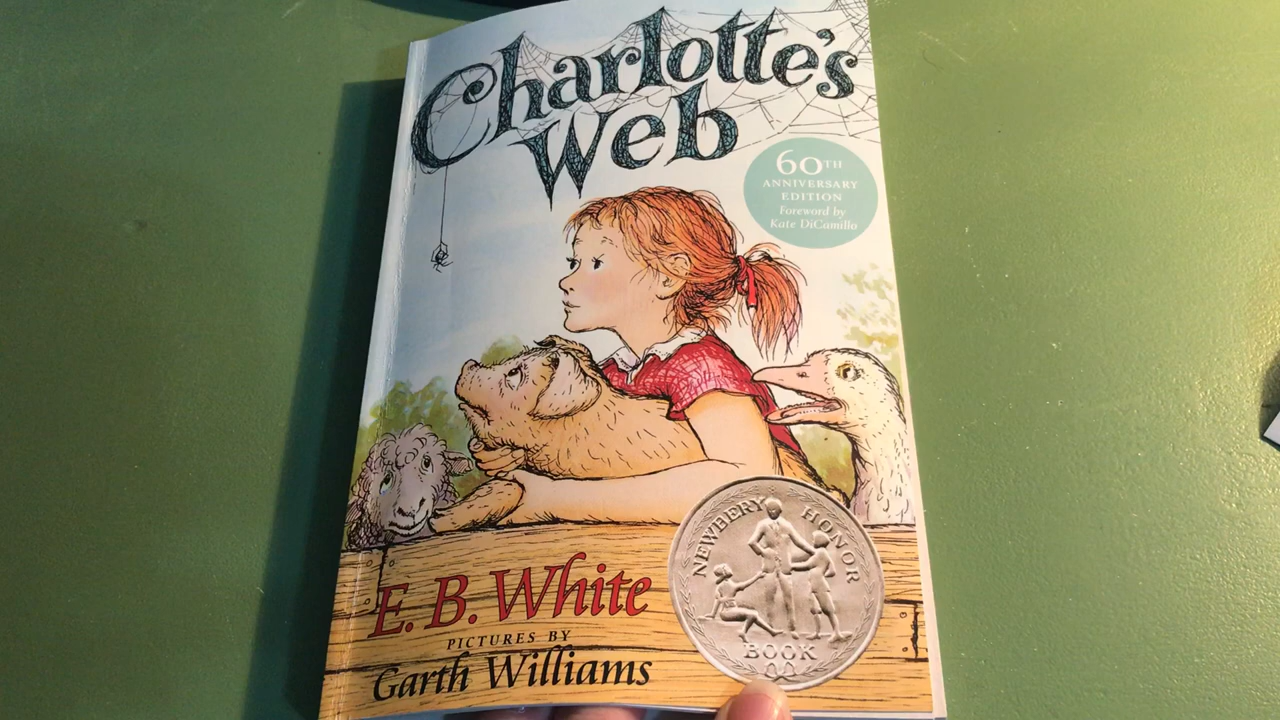 Charlotte's
Web
60TH
ANNIVERSARY
EDITION
Foreword by
Kate DiCamillo
E. B. White
PICTURES BY
Garth Williams
NEWBERY HONOR
BOOK